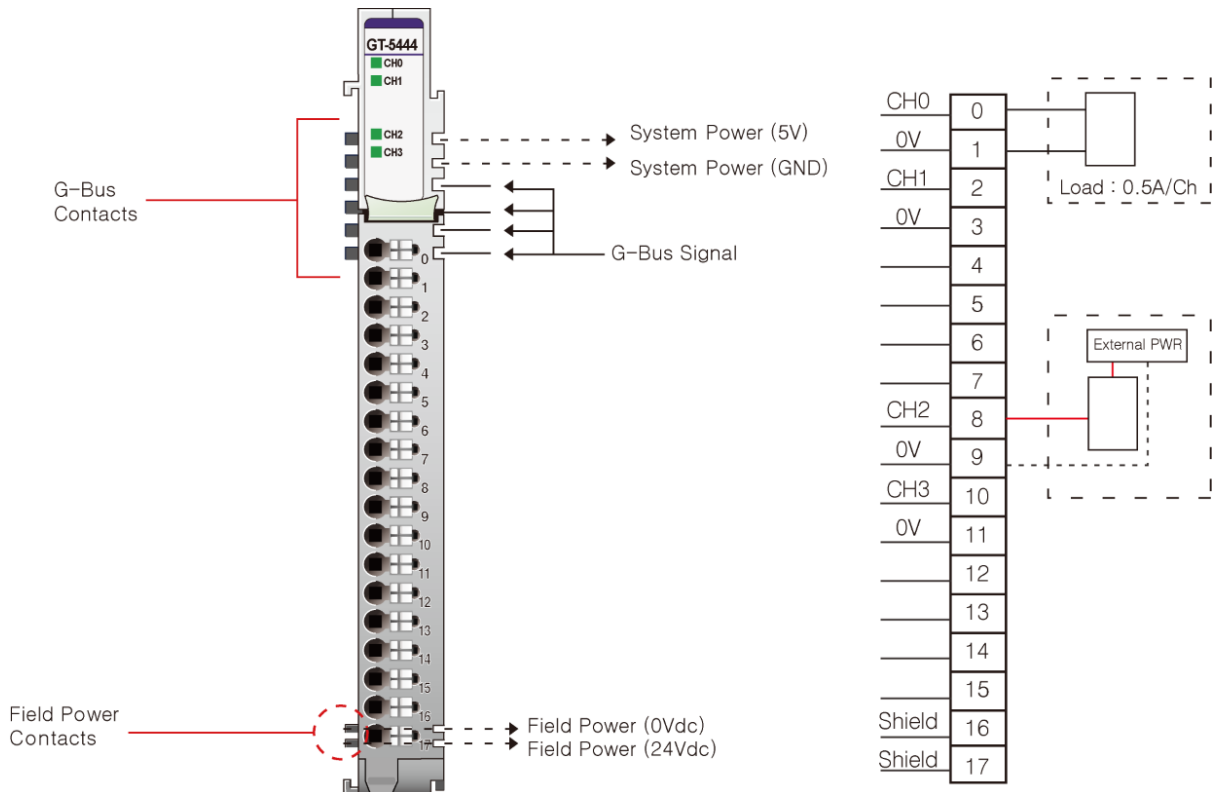 GT-5444
CH0
CH1
CH2
CH3
System Power (5V)
System Power (GND)
G-Bus
Contacts
G-Bus Signal
0
1
2
3
4
5
6
7
8
9
10
11
12
13
14
15
16
17
Field Power
Contacts
Field Power (0Vdc)
Field Power (24Vdc)
CH0 0
0V 1
CH1 2
0V 3
4
5
6
7
CH2 8
0V 9
CH3 10
0V 11
12
13
14
15
Shield 16
Shield 17
Load : 0.5A/Ch
External PWR